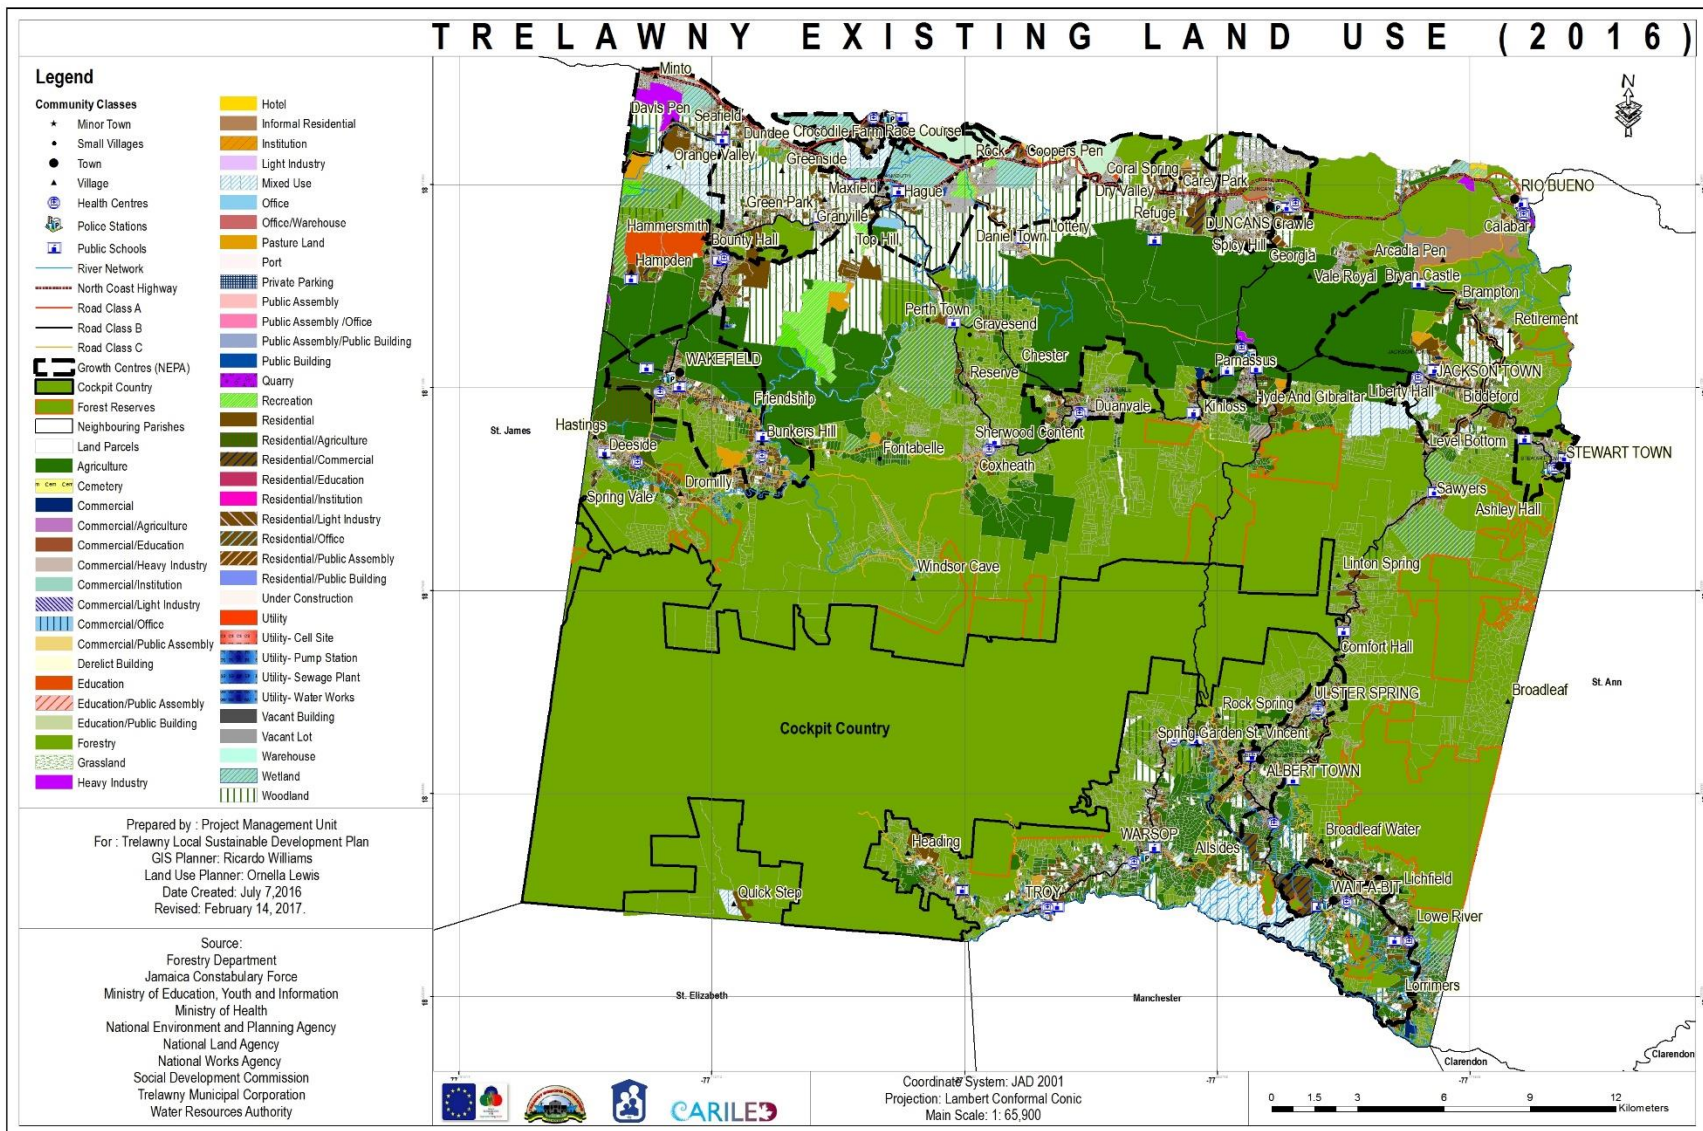 TRELAWNY EXISTING LAND USE (2016)
Legend
Community Classes
Minor Town
Small Villages
Town
Village
Health Centres
Police Stations
Public Schools
River Network
North Coast Highway
Road Class A
Road Class B
Road Class C
Growth Centres (NEPA)
Cockpit Country
Forest Reserves
Neighbouring Parishes
Land Parcels
Agriculture
Cemetery
Commercial
Commercial/Agriculture
Commercial/Education
Commercial/Heavy Industry
Commercial/Institution
Commercial/Light Industry
Commercial/Office
Commercial/Public Assembly
Derelict Building
Education
Education/Public Assembly
Education/Public Building
Forestry
Grassland
Heavy Industry
Hotel
Informal Residential
Institution
Light Industry
Mixed Use
Office
Office/Warehouse
Pasture Land
Port
Private Parking
Public Assembly
Public Assembly /Office
Public Assembly/Public Building
Public Building
Quarry
Recreation
Residential
Residential/Agriculture
Residential/Commercial
Residential/Education
Residential/Institution
Residential/Light Industry
Residential/Office
Residential/Public Assembly
Residential/Public Building
Under Construction
Utility
Utility- Cell Site
Utility- Pump Station
Utility- Sewage Plant
Utility- Water Works
Vacant Building
Vacant Lot
Warehouse
Wetland
Woodland
Prepared by : Project Management Unit
For : Trelawny Local Sustainable Development Plan
GIS Planner: Ricardo Williams
Land Use Planner: Ornella Lewis
Date Created: July 7,2016
Revised: February 14, 2017.
Source:
Forestry Department
Jamaica Constabulary Force
Ministry of Education, Youth and Information
Ministry of Health
National Environment and Planning Agency
National Land Agency
National Works Agency
Social Development Commission
Trelawny Municipal Corporation
Water Resources Authority
N
Minto
Davis Pen
Seafield
Dundee
Crocodile Farm
Race Course
Orange Valley
Greenside
Rock
Coopers Pen
Coral Spring
Carey Park
RIO BUENO
Maxfield
Hague
Dry Valley
Green Park
Granville
Refuge
DUNCANS
Crawle
Calabar
Hammersmith
Bounty Hall
Top Hill
Daniel Town
Lottery
Spicy Hill
Georgia
Arcadia Pen
Hampden
Vale Royal
Bryan Castle
Brampton
Perth Town
Gravesend
Retirement
Chester
WAKEFIELD
Reserve
Parnassus
JACKSON TOWN
Friendship
Duanvale
Kinloss
Hyde And Gibraltar
Liberty Hall
Biddeford
St. James
Hastings
Deeside
Bunkers Hill
Fontabelle
Sherwood Content
Coxheath
Level Bottom
STEWART TOWN
Spring Vale
Dromilly
Sawyers
Ashley Hall
Windsor Cave
Linton Spring
Comfort Hall
Broadleaf
St. Ann
Rock Spring
ULSTER SPRING
Cockpit Country
Spring Garden
St. Vincent
ALBERT TOWN
Heading
WARSOP
Allsides
Broadleaf Water
Quick Step
TROY
WAIT-A-BIT
Lichfield
Lowe River
Lorrimers
St. Elizabeth
Manchester
Clarendon
Clarendon
CARILED
Coordinate System: JAD 2001
Projection: Lambert Conformal Conic
Main Scale: 1: 65,900
0 1.5 3 6 9 12
Kilometers